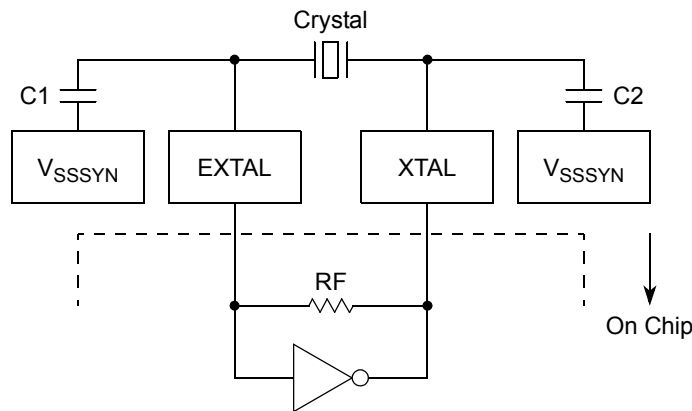 Crystal
C1
C2
VSSSYN
EXTAL
XTAL
VSSSYN
RF
On Chip